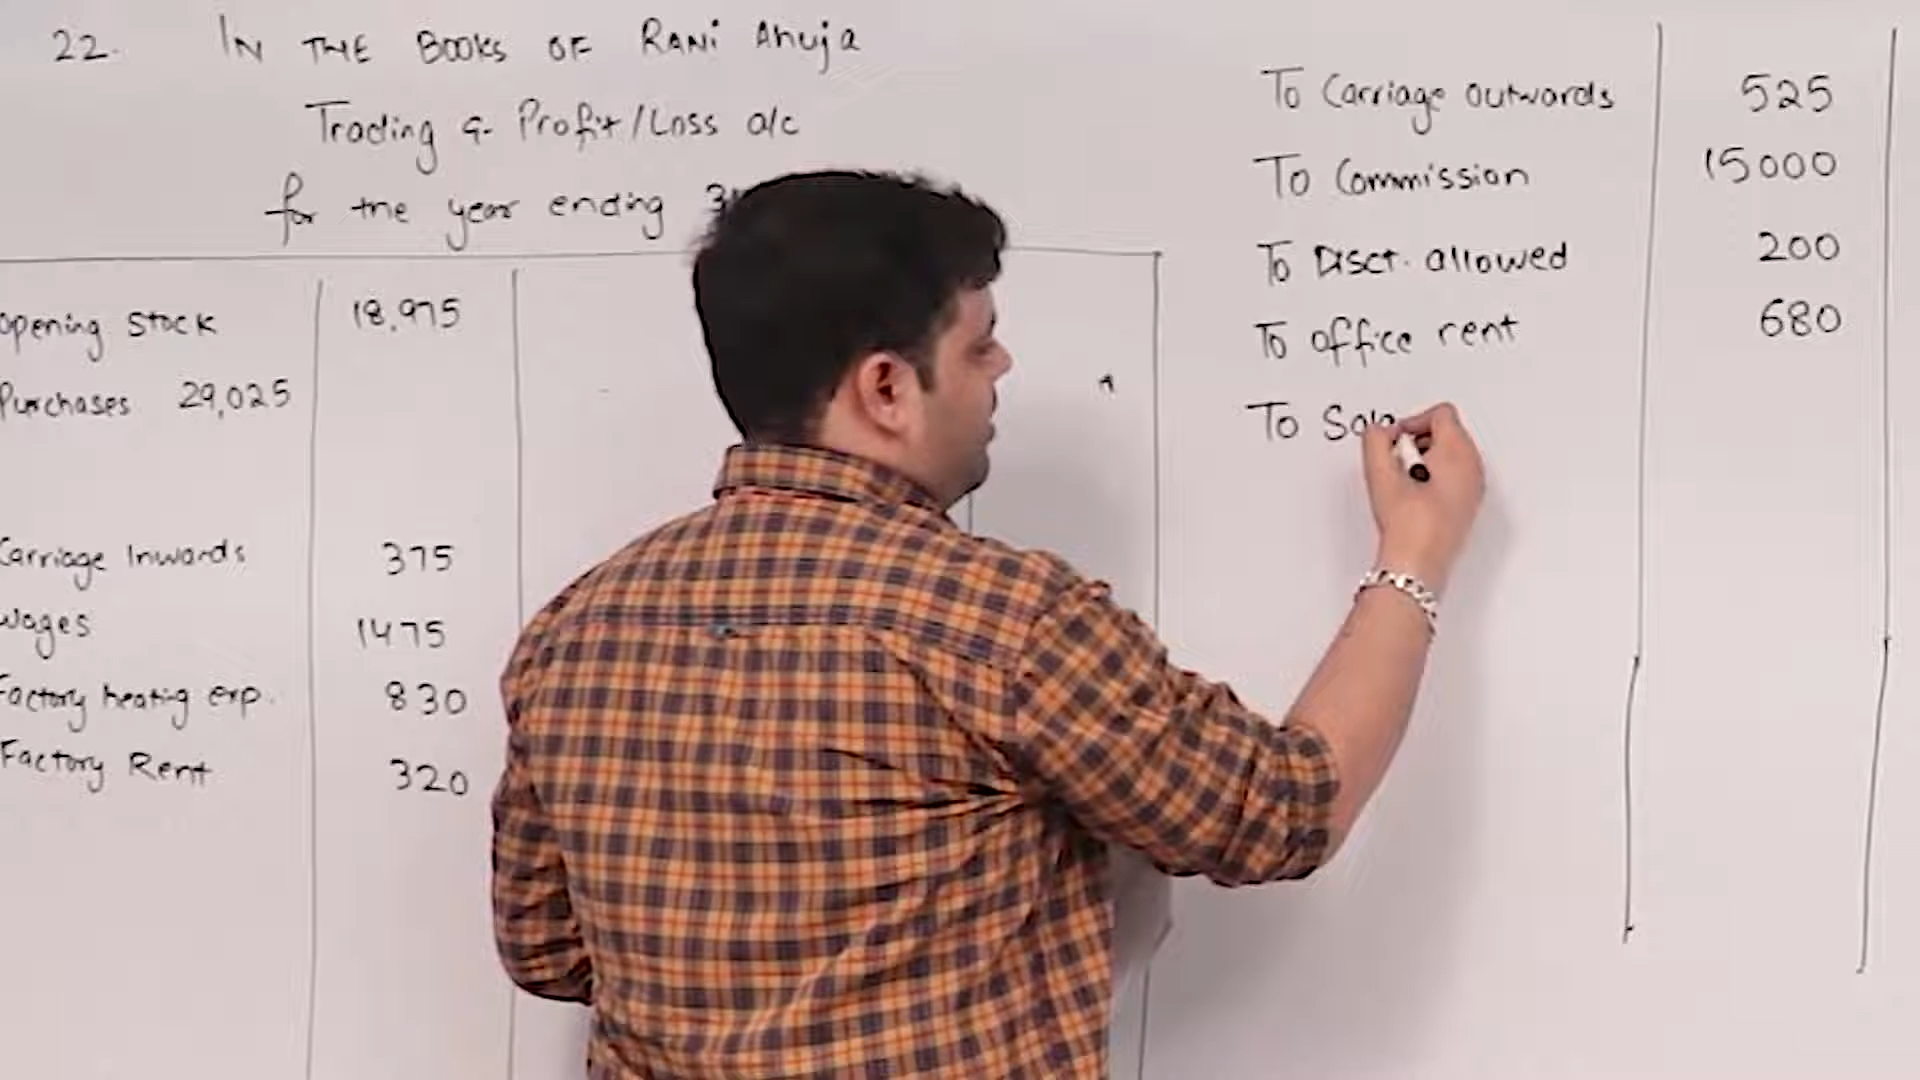 22. IN THE BOOKS OF RANi Ahuja
Trading & Profit/Loss a/c
for the year ending
opening stock 18,975
Purchases 29,025
Carriage Inwards 375
Wages 1475
Factory heating exp. 830
Factory Rent 320
To Carriage outwards 525
To Commission 15000
To Disct. allowed 200
To office rent 680
To